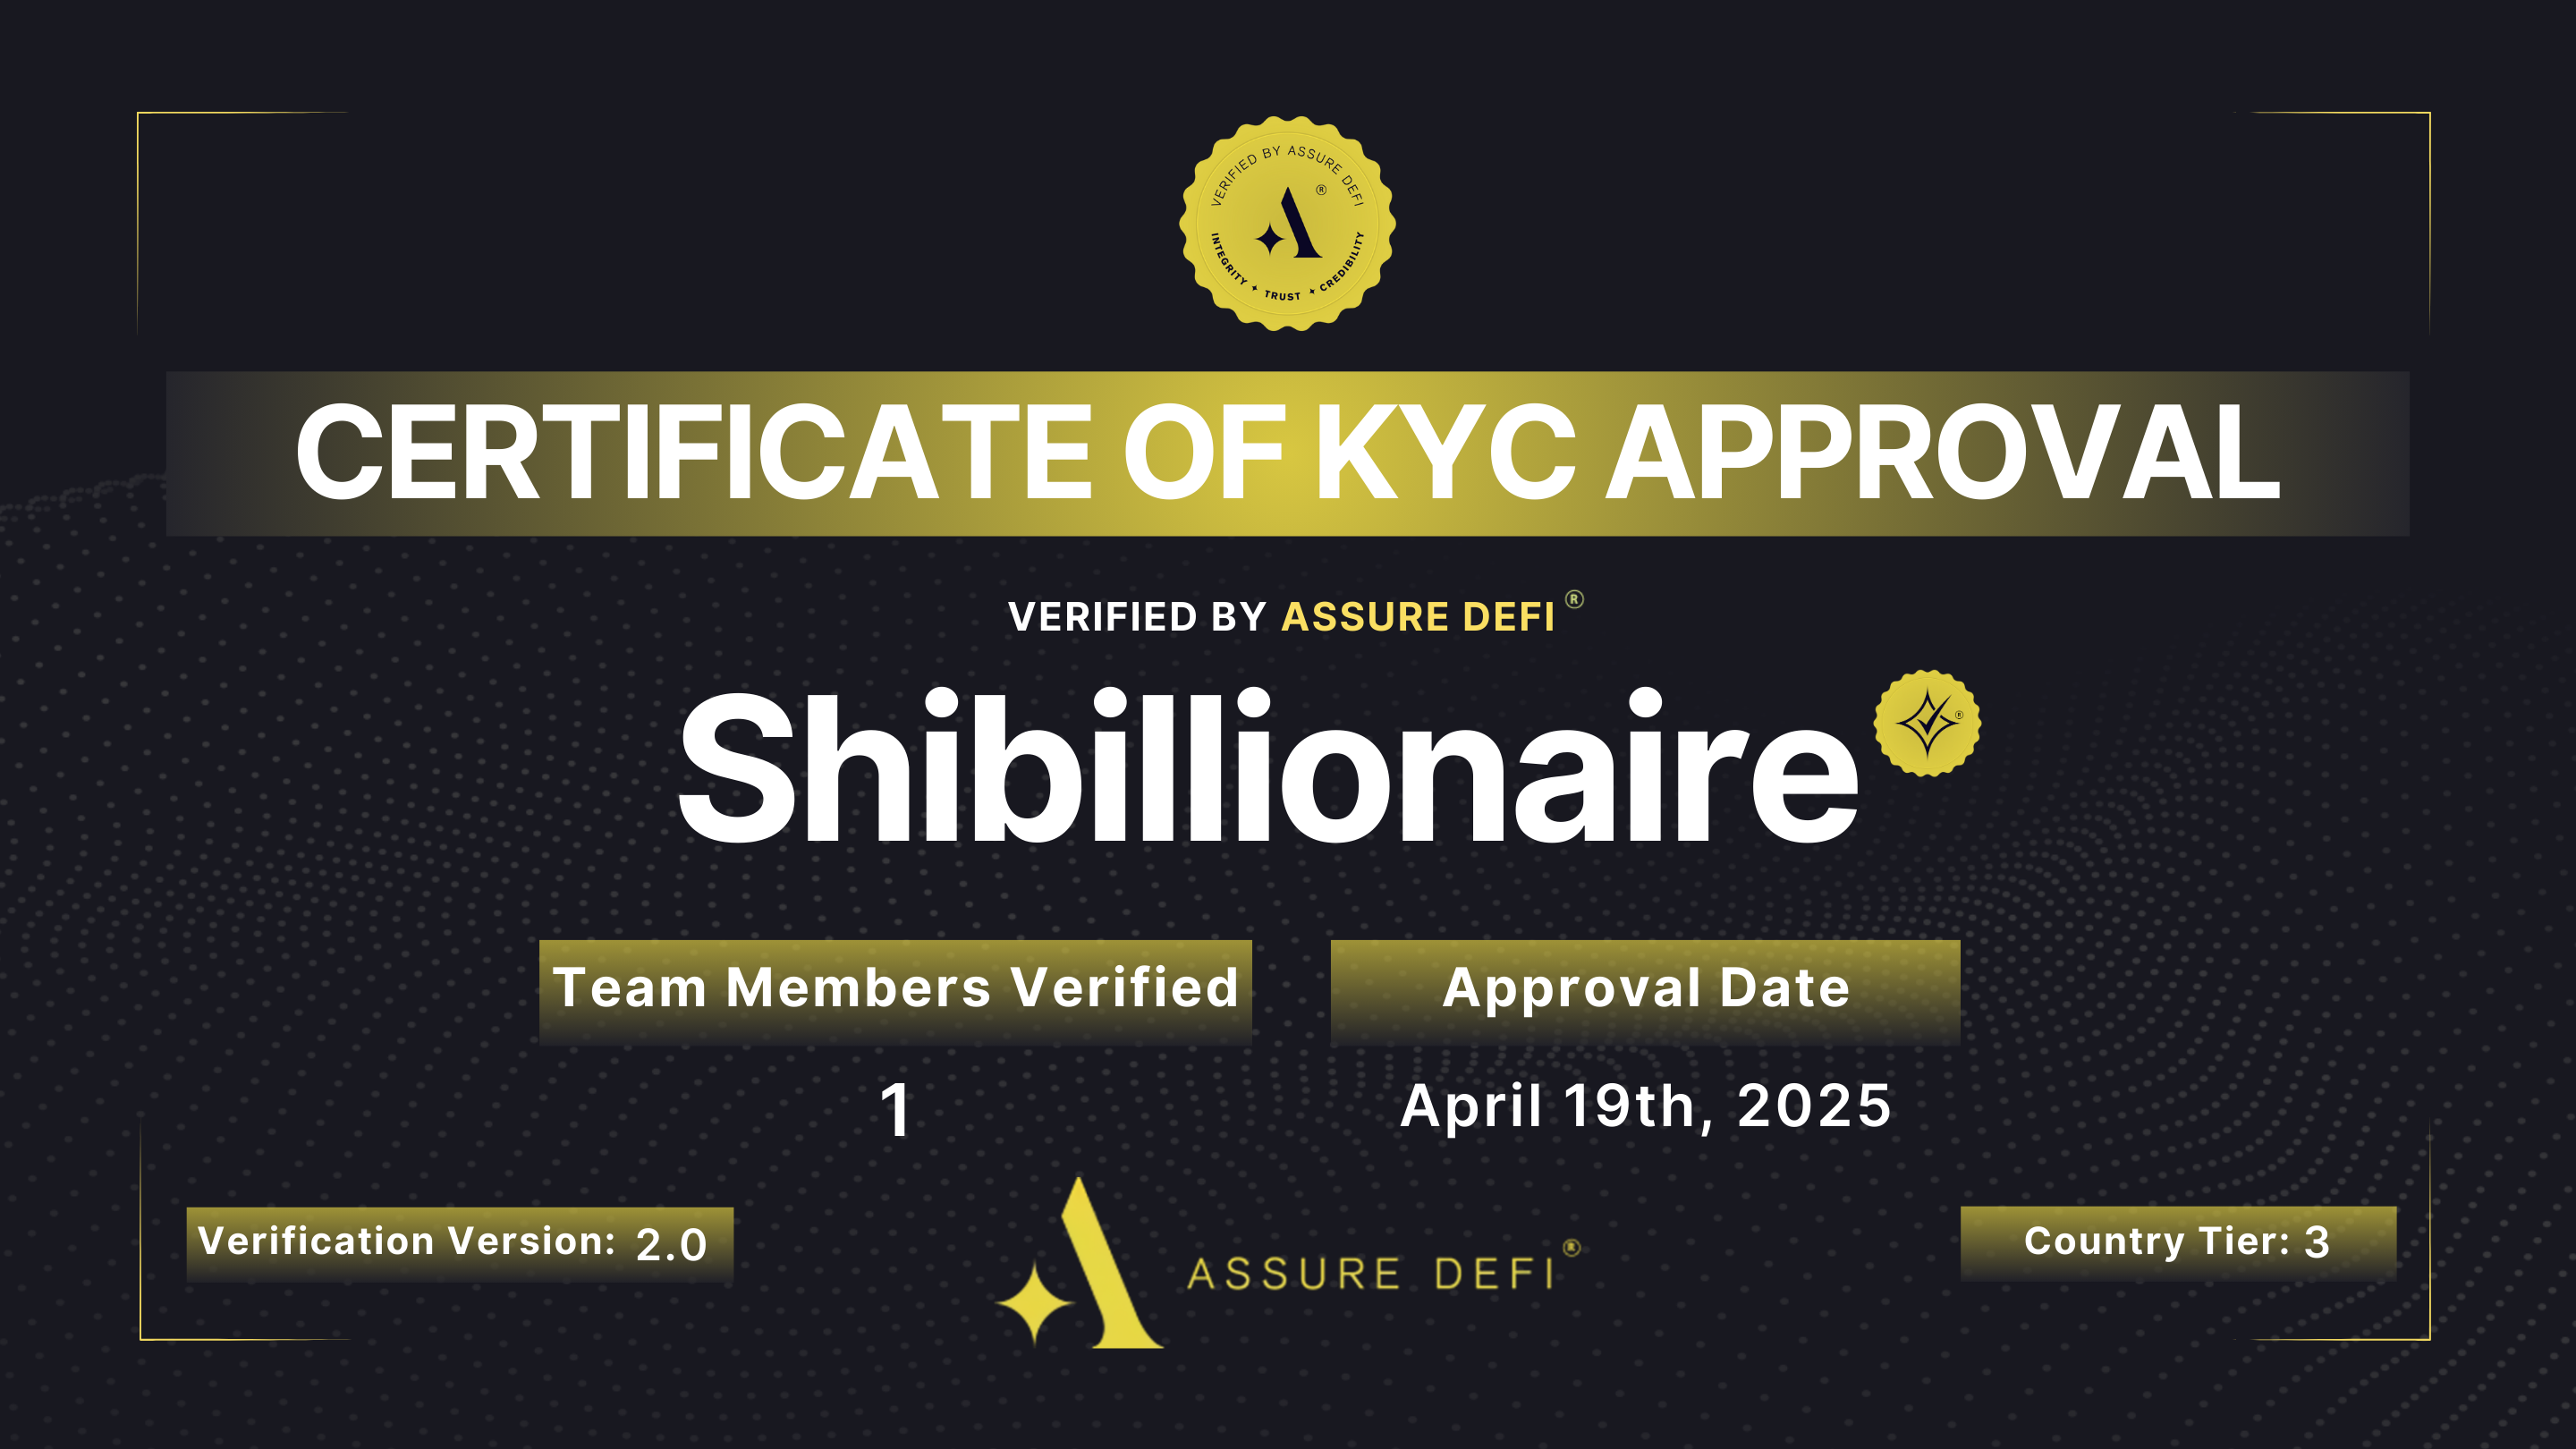 VERIFIED BY ASSURE DEFI
®
INTEGRITY ✦ TRUST ✦ CREDIBILITY
CERTIFICATE OF KYC APPROVAL
VERIFIED BY ASSURE DEFI ®
Shibillionaire
®
Team Members Verified
1
Approval Date
April 19th, 2025
Verification Version: 2.0
ASSURE DEFI ®
Country Tier: 3